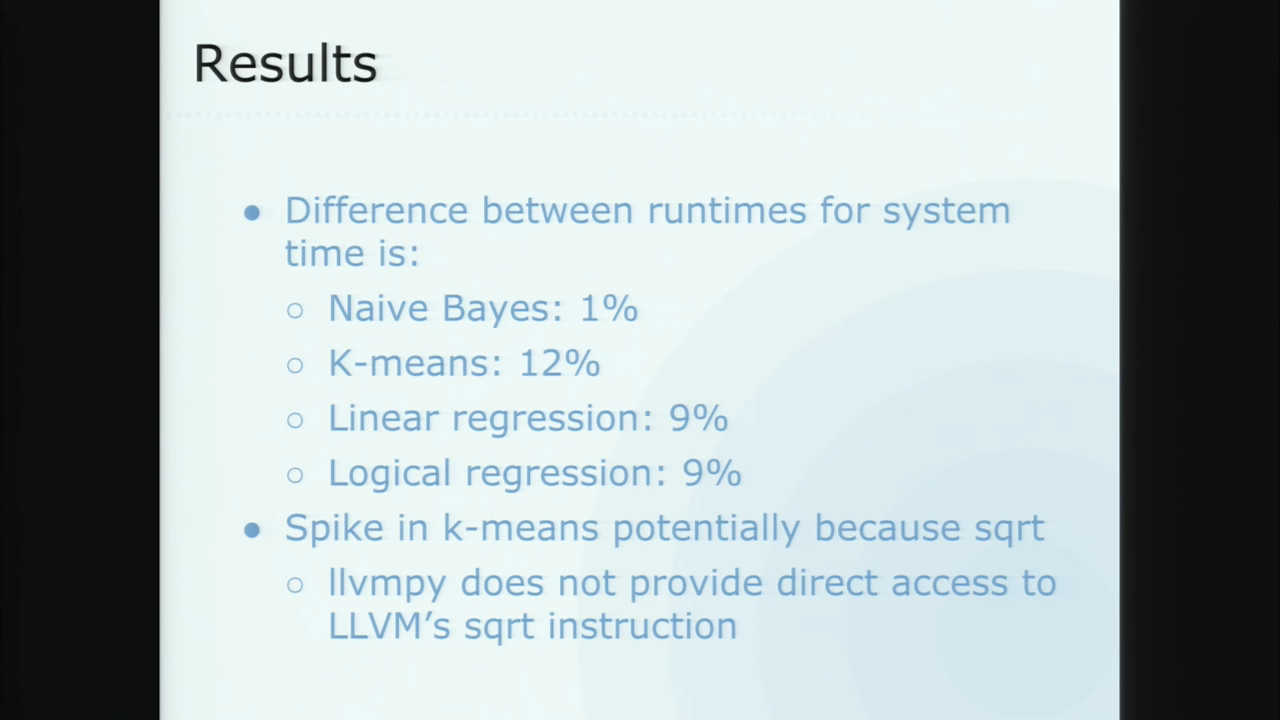 Results
● Difference between runtimes for system
time is:
○ Naive Bayes: 1%
○ K-means: 12%
○ Linear regression: 9%
○ Logical regression: 9%
● Spike in k-means potentially because sqrt
○ llvmpy does not provide direct access to
LLVM’s sqrt instruction